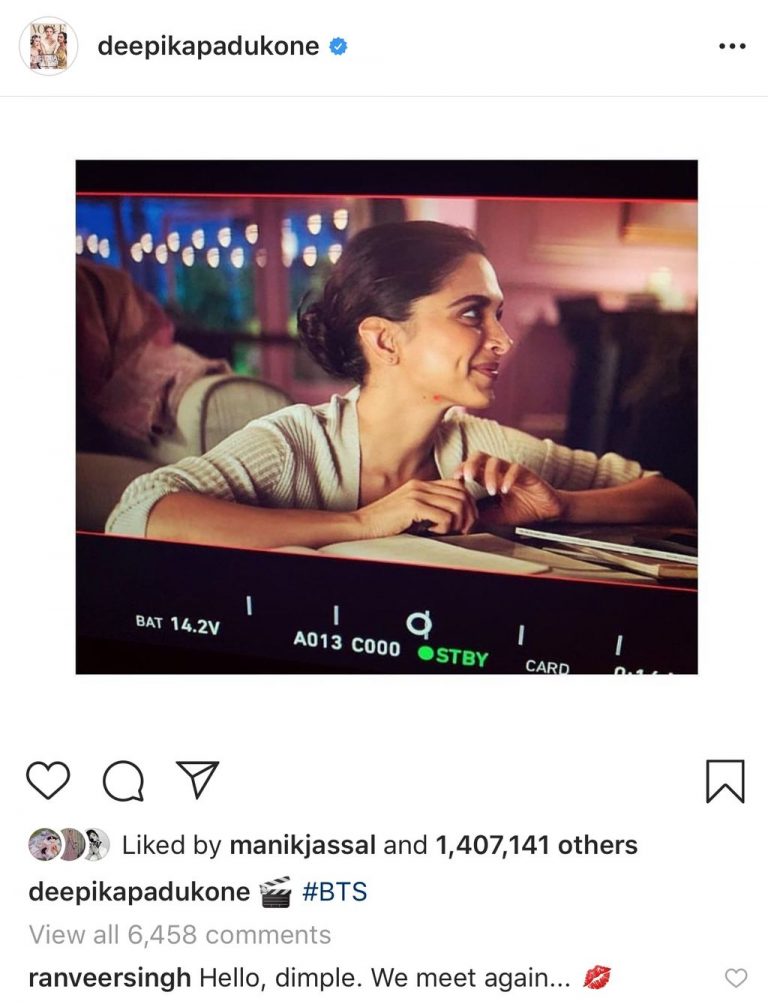 VOGUE
deepikapadukone
BAT 14.2V
A013 C000
STBY
CARD
Liked by manikjassal and 1,407,141 others
deepikapadukone 🎬 #BTS
View all 6,458 comments
ranveersingh Hello, dimple. We meet again... 💋